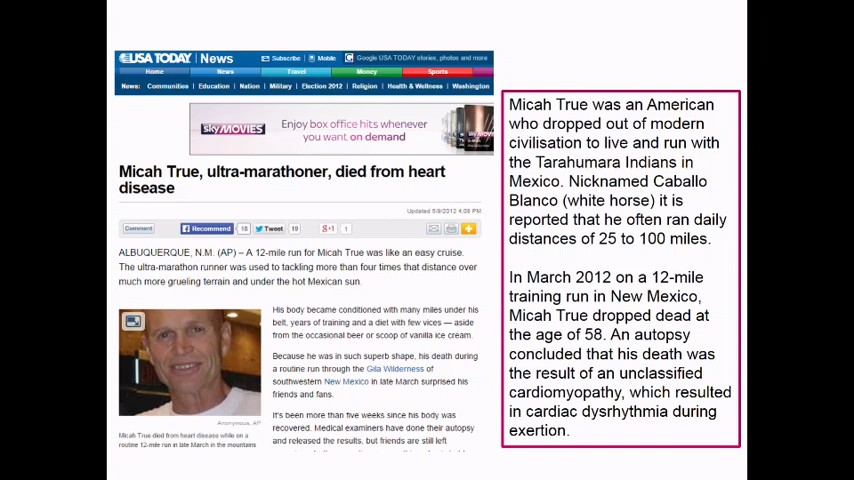 USA TODAY News
Subscribe Mobile Google USA TODAY stories, photos and more
Home News Travel Money Sports
News: Communities Education Nation Military Election 2012 Religion Health & Wellness Washington
sky MOVIES
Enjoy box office hits whenever
you want on demand
Micah True, ultra-marathoner, died from heart
disease
Updated 5/9/2012 4:08 PM
Comment Recommend 18 Tweet 19 +1 1
ALBUQUERQUE, N.M. (AP) – A 12-mile run for Micah True was like an easy cruise.
The ultra-marathon runner was used to tackling more than four times that distance over
much more grueling terrain and under the hot Mexican sun.
His body became conditioned with many miles under his
belt, years of training and a diet with few vices — aside
from the occasional beer or scoop of vanilla ice cream.
Because he was in such superb shape, his death during
a routine run through the Gila Wilderness of
southwestern New Mexico in late March surprised his
friends and fans.
It's been more than five weeks since his body was
recovered. Medical examiners have done their autopsy
and released the results, but friends are still left
Anonymous, AP
Micah True died from heart disease while on a
routine 12-mile run in late March in the mountains
Micah True was an American
who dropped out of modern
civilisation to live and run with
the Tarahumara Indians in
Mexico. Nicknamed Caballo
Blanco (white horse) it is
reported that he often ran daily
distances of 25 to 100 miles.
In March 2012 on a 12-mile
training run in New Mexico,
Micah True dropped dead at
the age of 58. An autopsy
concluded that his death was
the result of an unclassified
cardiomyopathy, which resulted
in cardiac dysrhythmia during
exertion.